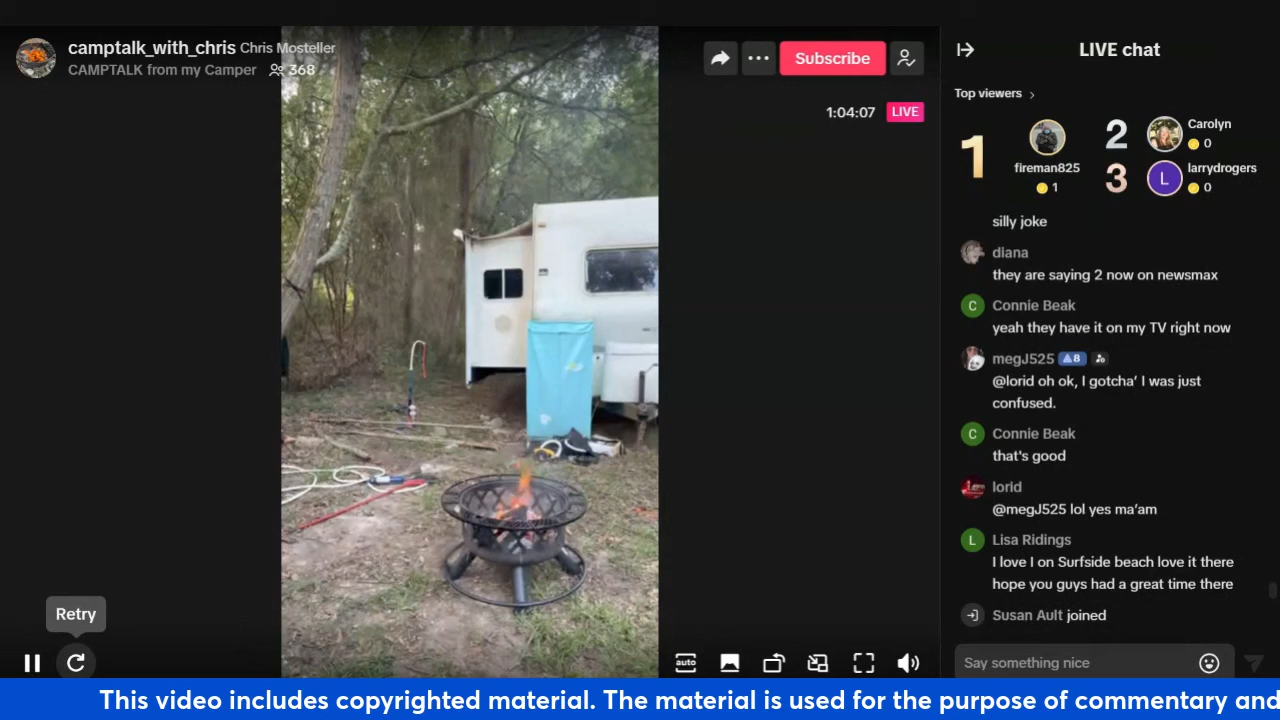 camptalk_with_chris Chris Mosteller
CAMPTALK from my Camper 368
Subscribe
1:04:07 LIVE
LIVE chat
Top viewers
1
fireman825
1
2
Carolyn
0
3
L
larrydrogers
0
silly joke
diana
they are saying 2 now on newsmax
C
Connie Beak
yeah they have it on my TV right now
megJ525 8
@lorid oh ok, I gotcha' I was just
confused.
C
Connie Beak
that's good
lorid
@megJ525 lol yes ma'am
L
Lisa Ridings
I love I on Surfside beach love it there
hope you guys had a great time there
Susan Ault joined
Retry
auto
Say something nice
This video includes copyrighted material. The material is used for the purpose of commentary and